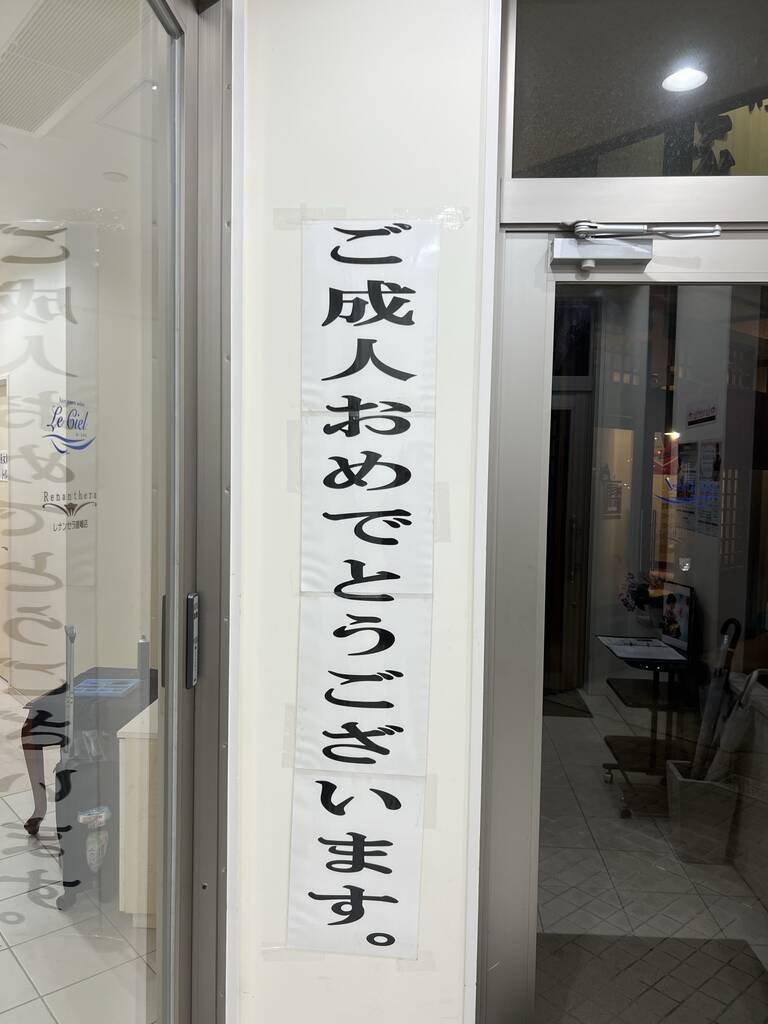 ご成人おめでとうございます。
Le Ciel
Renanthera